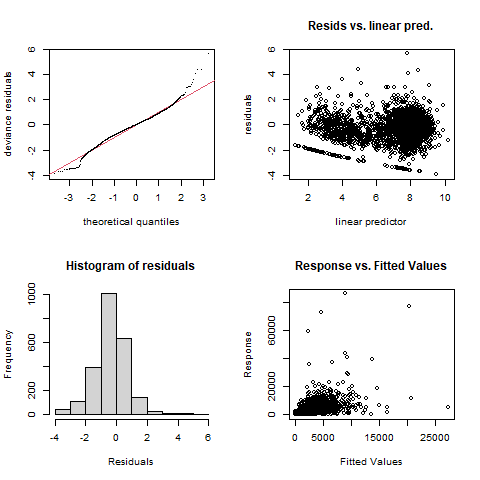 deviance residuals
-4 -2 0 2 4 6
-3 -2 -1 0 1 2 3
theoretical quantiles
Resids vs. linear pred.
residuals
-4 -2 0 2 4 6
2 4 6 8 10
linear predictor
Histogram of residuals
Frequency
0 200 600 1000
-4 -2 0 2 4 6
Residuals
Response vs. Fitted Values
Response
0 20000 60000
0 5000 15000 25000
Fitted Values